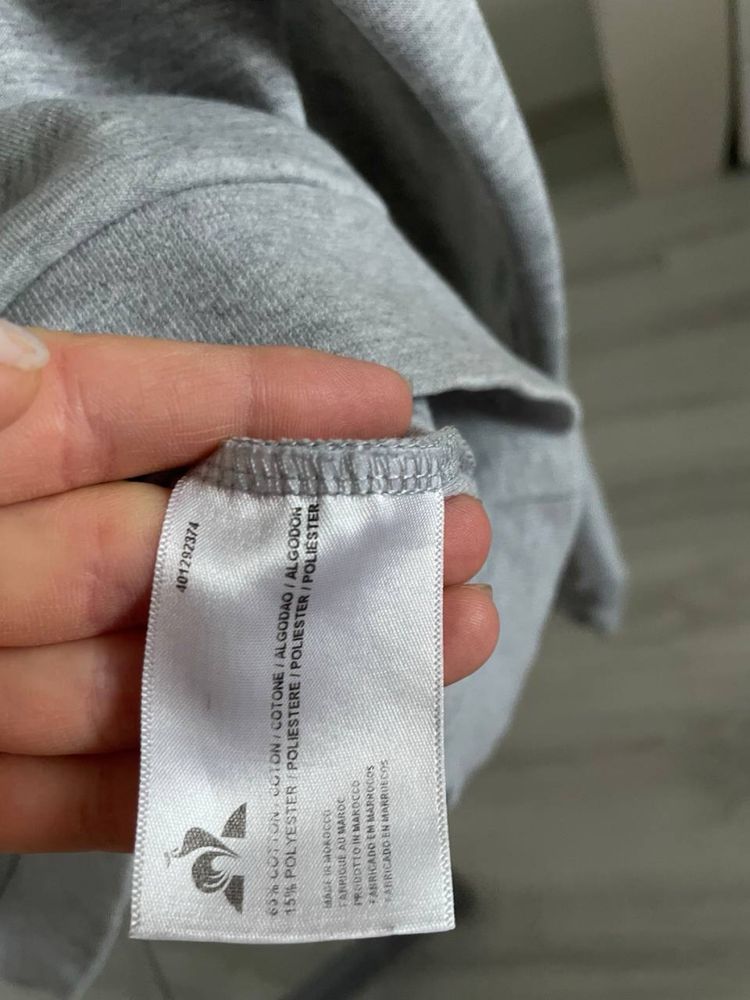 401292374
85% COTTON / COTON / COTONE / ALGODAO / ALGODON
15% POLYESTER / POLIESTERE / POLIESTER / POLIESTER
MADE IN MOROCCO
FABRIQUE AU MAROC
PRODOTTO IN MAROCCO
FABRICADO EM MARROCOS
FABRICADO EN MARRUECOS